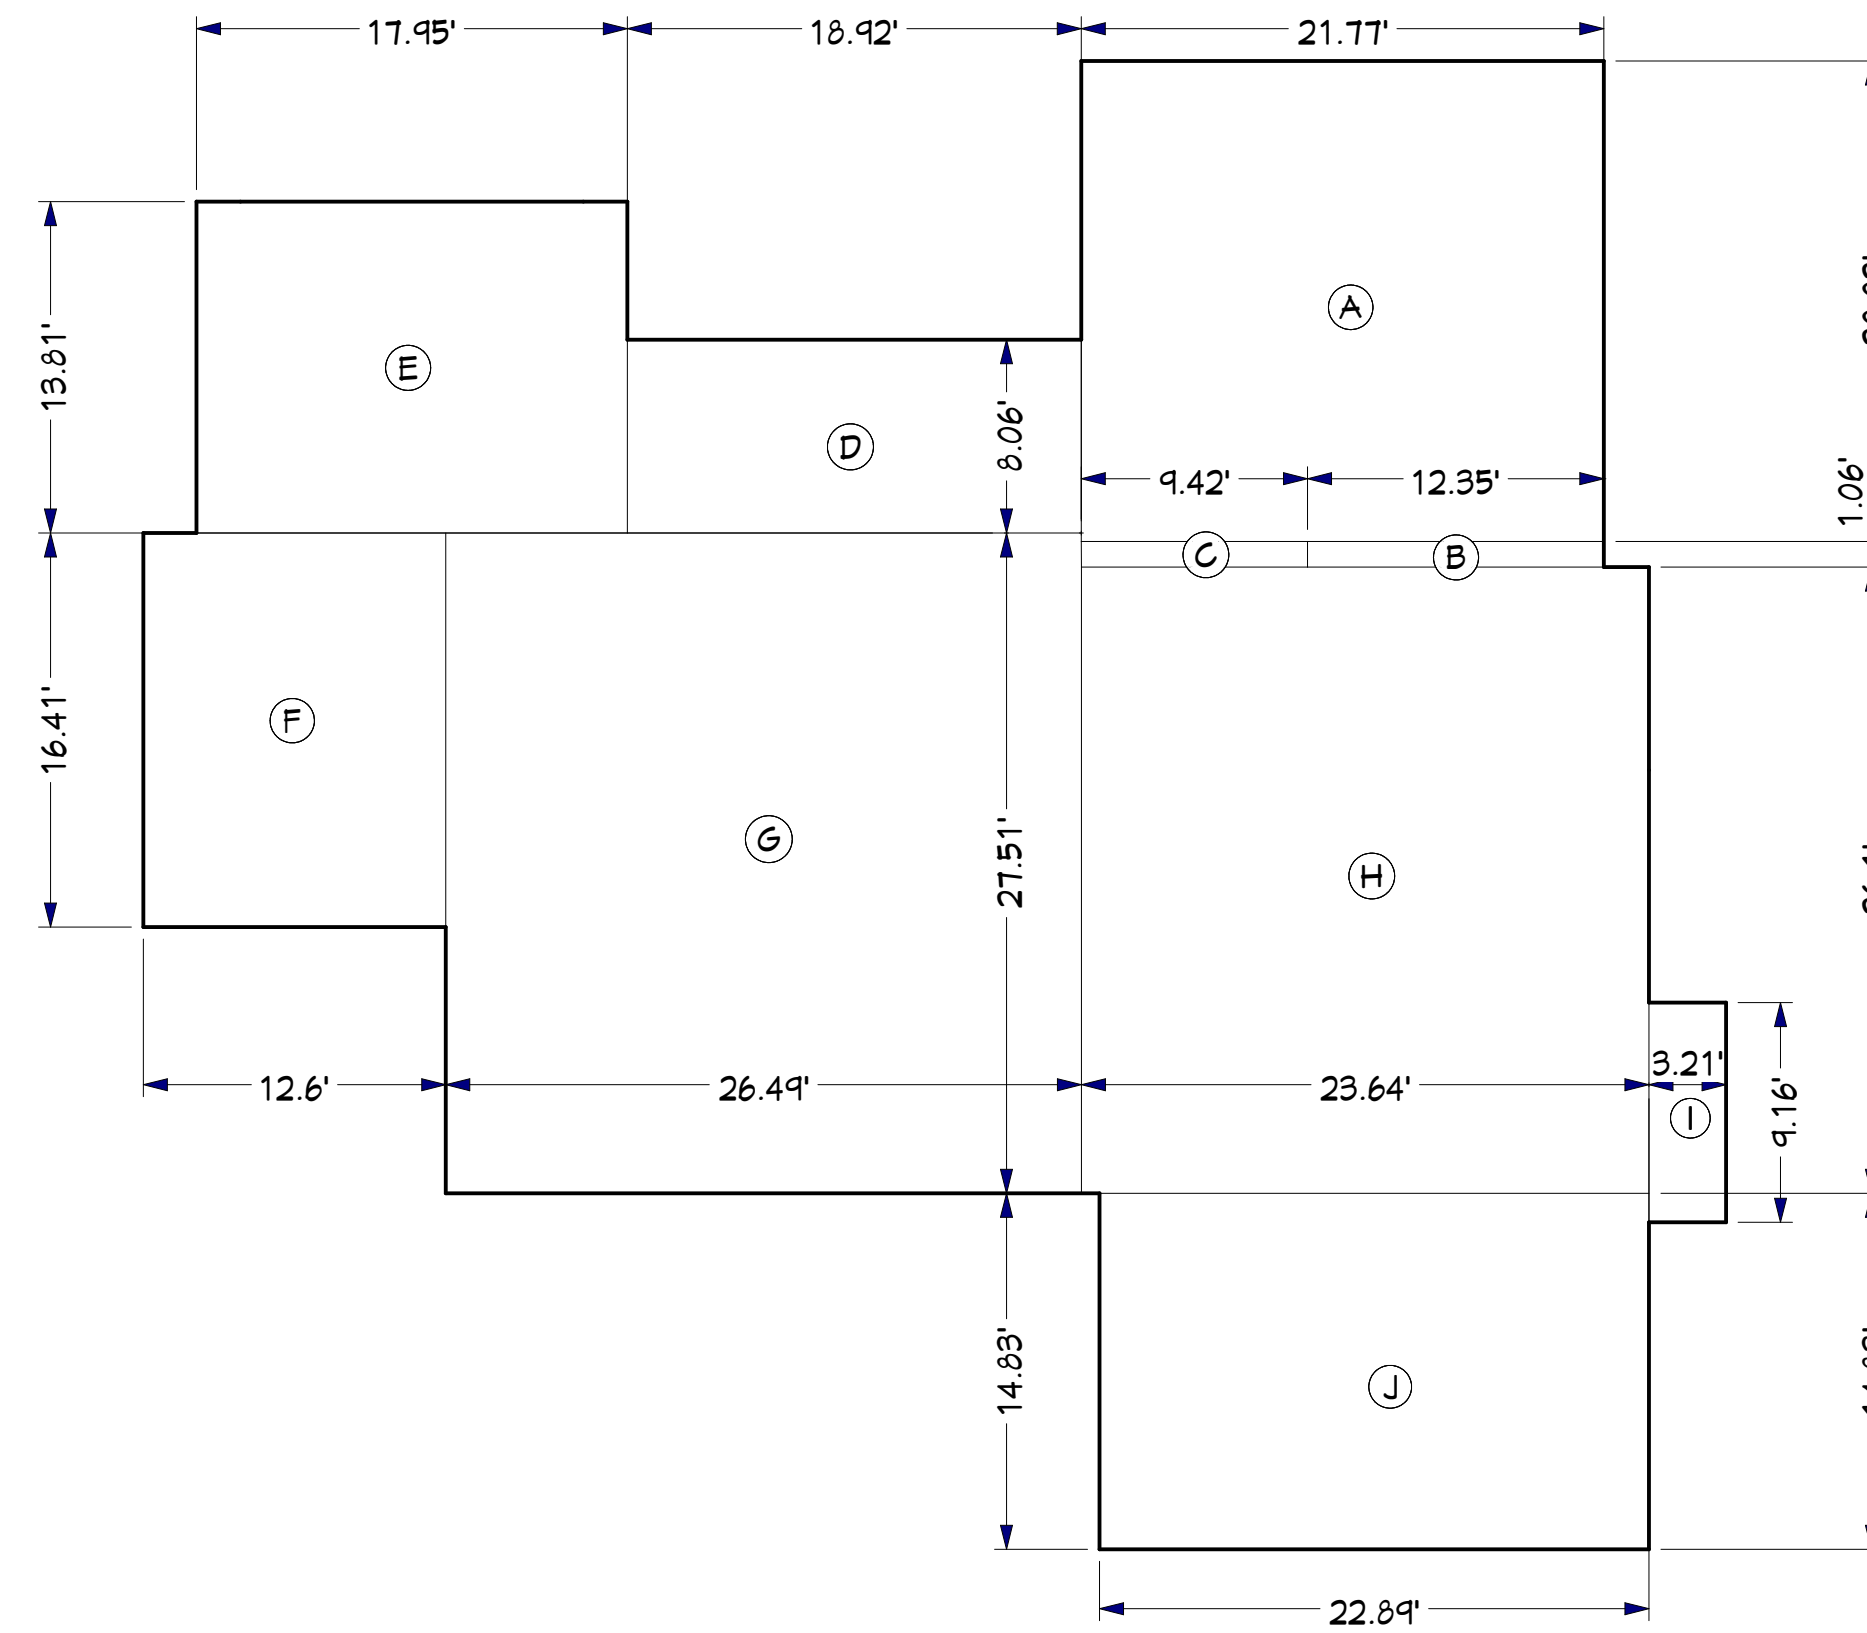 17.95'
18.92'
21.77'
13.81'
E
A
8.06'
D
9.42'
12.35'
1.06'
C
B
16.41'
F
G
27.51'
H
3.21'
12.6'
26.49'
23.64'
9.16'
I
14.83'
J
22.89'